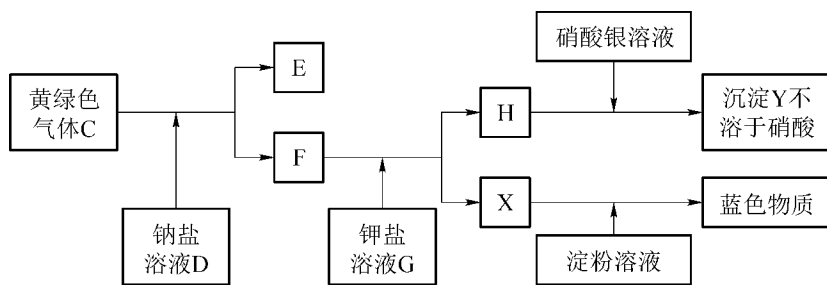 硝酸银溶液
黄绿色
气体C
E
F
H
X
沉淀Y不
溶于硝酸
蓝色物质
钠盐
溶液D
钾盐
溶液G
淀粉溶液